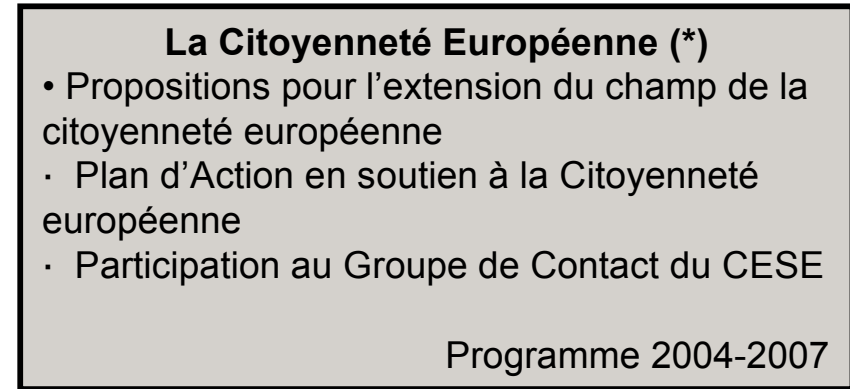 La Citoyenneté Européenne (*)
• Propositions pour l’extension du champ de la
citoyenneté européenne
· Plan d’Action en soutien à la Citoyenneté
européenne
· Participation au Groupe de Contact du CESE
Programme 2004-2007